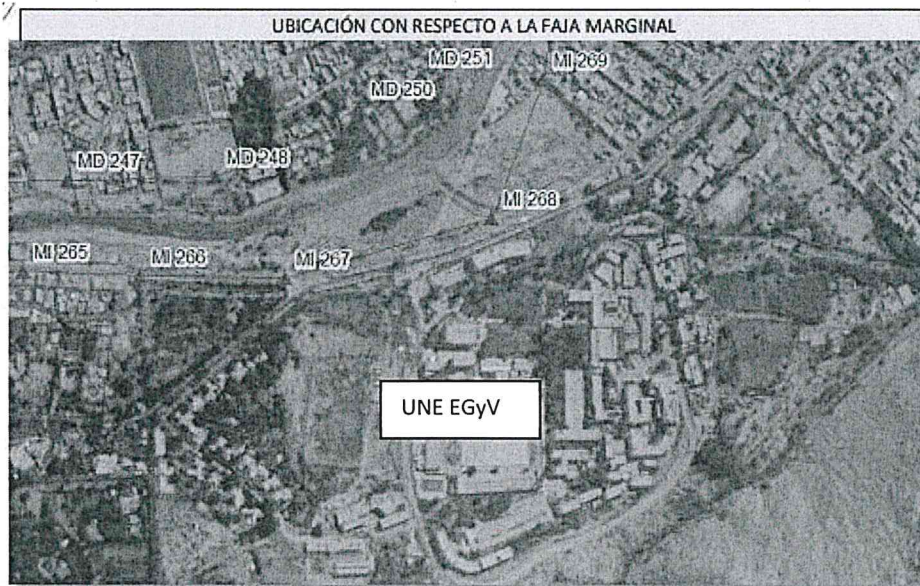 UBICACIÓN CON RESPECTO A LA FAJA MARGINAL
MD 251
MI 269
MD 250
MD 247
MD 248
MI 268
MI 265
MI 266
MI 267
UNE EGyV